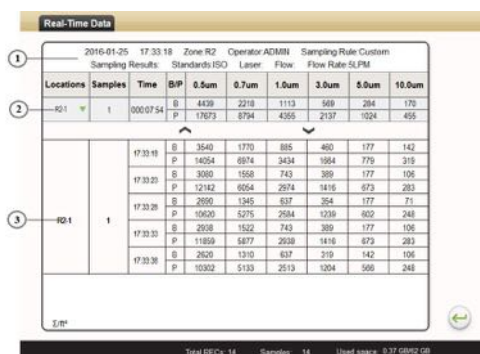 Real-Time Data
2016-01-25 17:33:18 Zone:R2 Operator:ADMIN Sampling Rule:Custom
Sampling Results: Standards:ISO Laser: Flow: Flow Rate:5LPM
Locations Samples Time B/P 0.5um 0.7um 1.0um 3.0um 5.0um 10.0um
R2-1 1 000:07:54 B 4439 2218 1113 569 284 170
P 17673 8794 4355 2137 1024 455
17:33:18 B 3540 1770 885 460 177 142
P 14054 6974 3434 1664 779 319
17:33:23 B 3080 1558 743 389 177 106
P 12142 6054 2974 1416 673 283
R2-1 1 17:33:28 B 2690 1345 637 354 177 71
P 10620 5275 2584 1239 602 248
17:33:33 B 2938 1522 743 389 177 106
P 11859 5877 2938 1416 673 283
17:33:38 B 2620 1310 637 319 142 106
P 10302 5133 2513 1204 566 248
Σ/ft³
Total RECs: 14 Samples: 14 Used space: 0.37 GB/62 GB
1
2
3